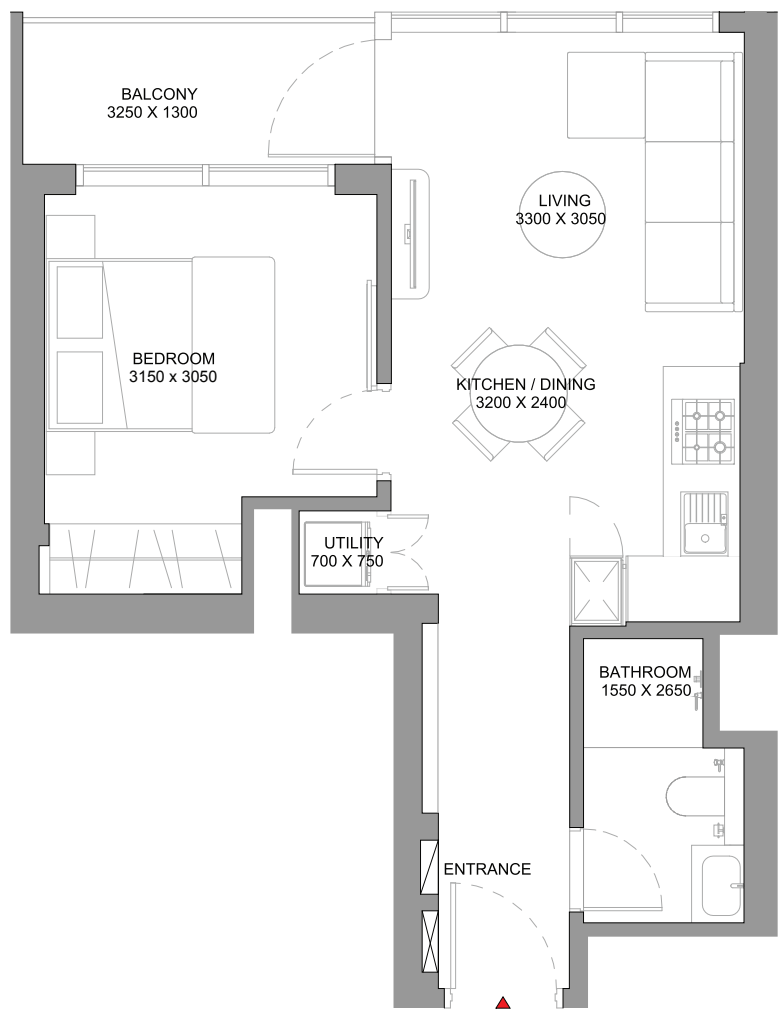 BALCONY
3250 X 1300
LIVING
3300 X 3050
BEDROOM
3150 x 3050
KITCHEN / DINING
3200 X 2400
UTILITY
700 X 750
BATHROOM
1550 X 2650
ENTRANCE